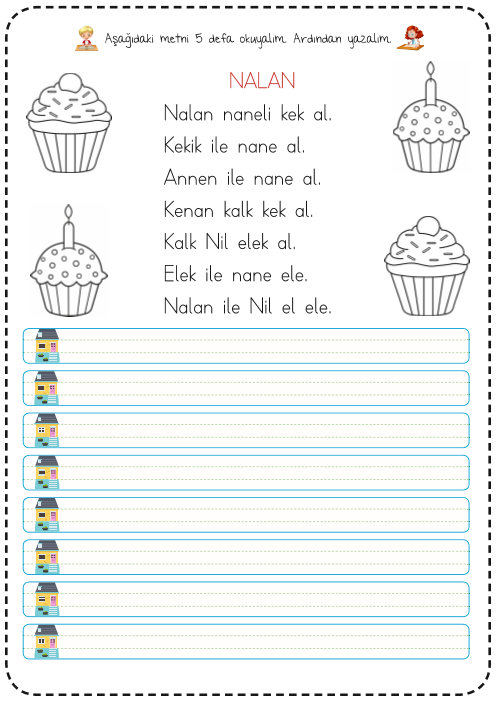 Aşağıdaki metni 5 defa okuyalım. Ardından yazalım.
NALAN
Nalan naneli kek al.
Kekik ile nane al.
Annen ile nane al.
Kenan kalk kek al.
Kalk Nil elek al.
Elek ile nane ele.
Nalan ile Nil el ele.